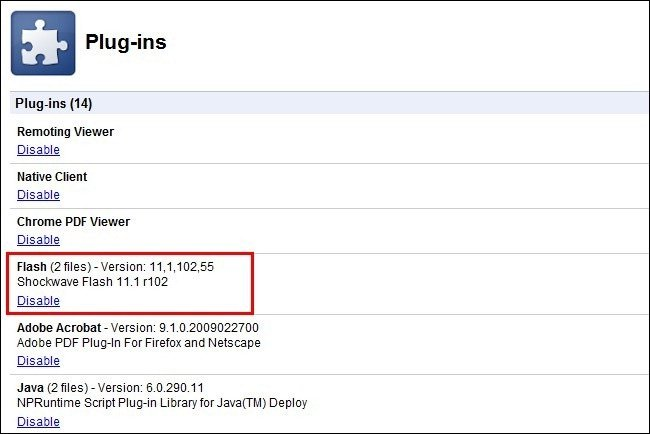 Plug-ins
Plug-ins (14)
Remoting Viewer
Disable
Native Client
Disable
Chrome PDF Viewer
Disable
Flash (2 files) - Version: 11,1,102,55
Shockwave Flash 11.1 r102
Disable
Adobe Acrobat - Version: 9.1.0.2009022700
Adobe PDF Plug-In For Firefox and Netscape
Disable
Java (2 files) - Version: 6.0.290.11
NPRuntime Script Plug-in Library for Java(TM) Deploy
Disable